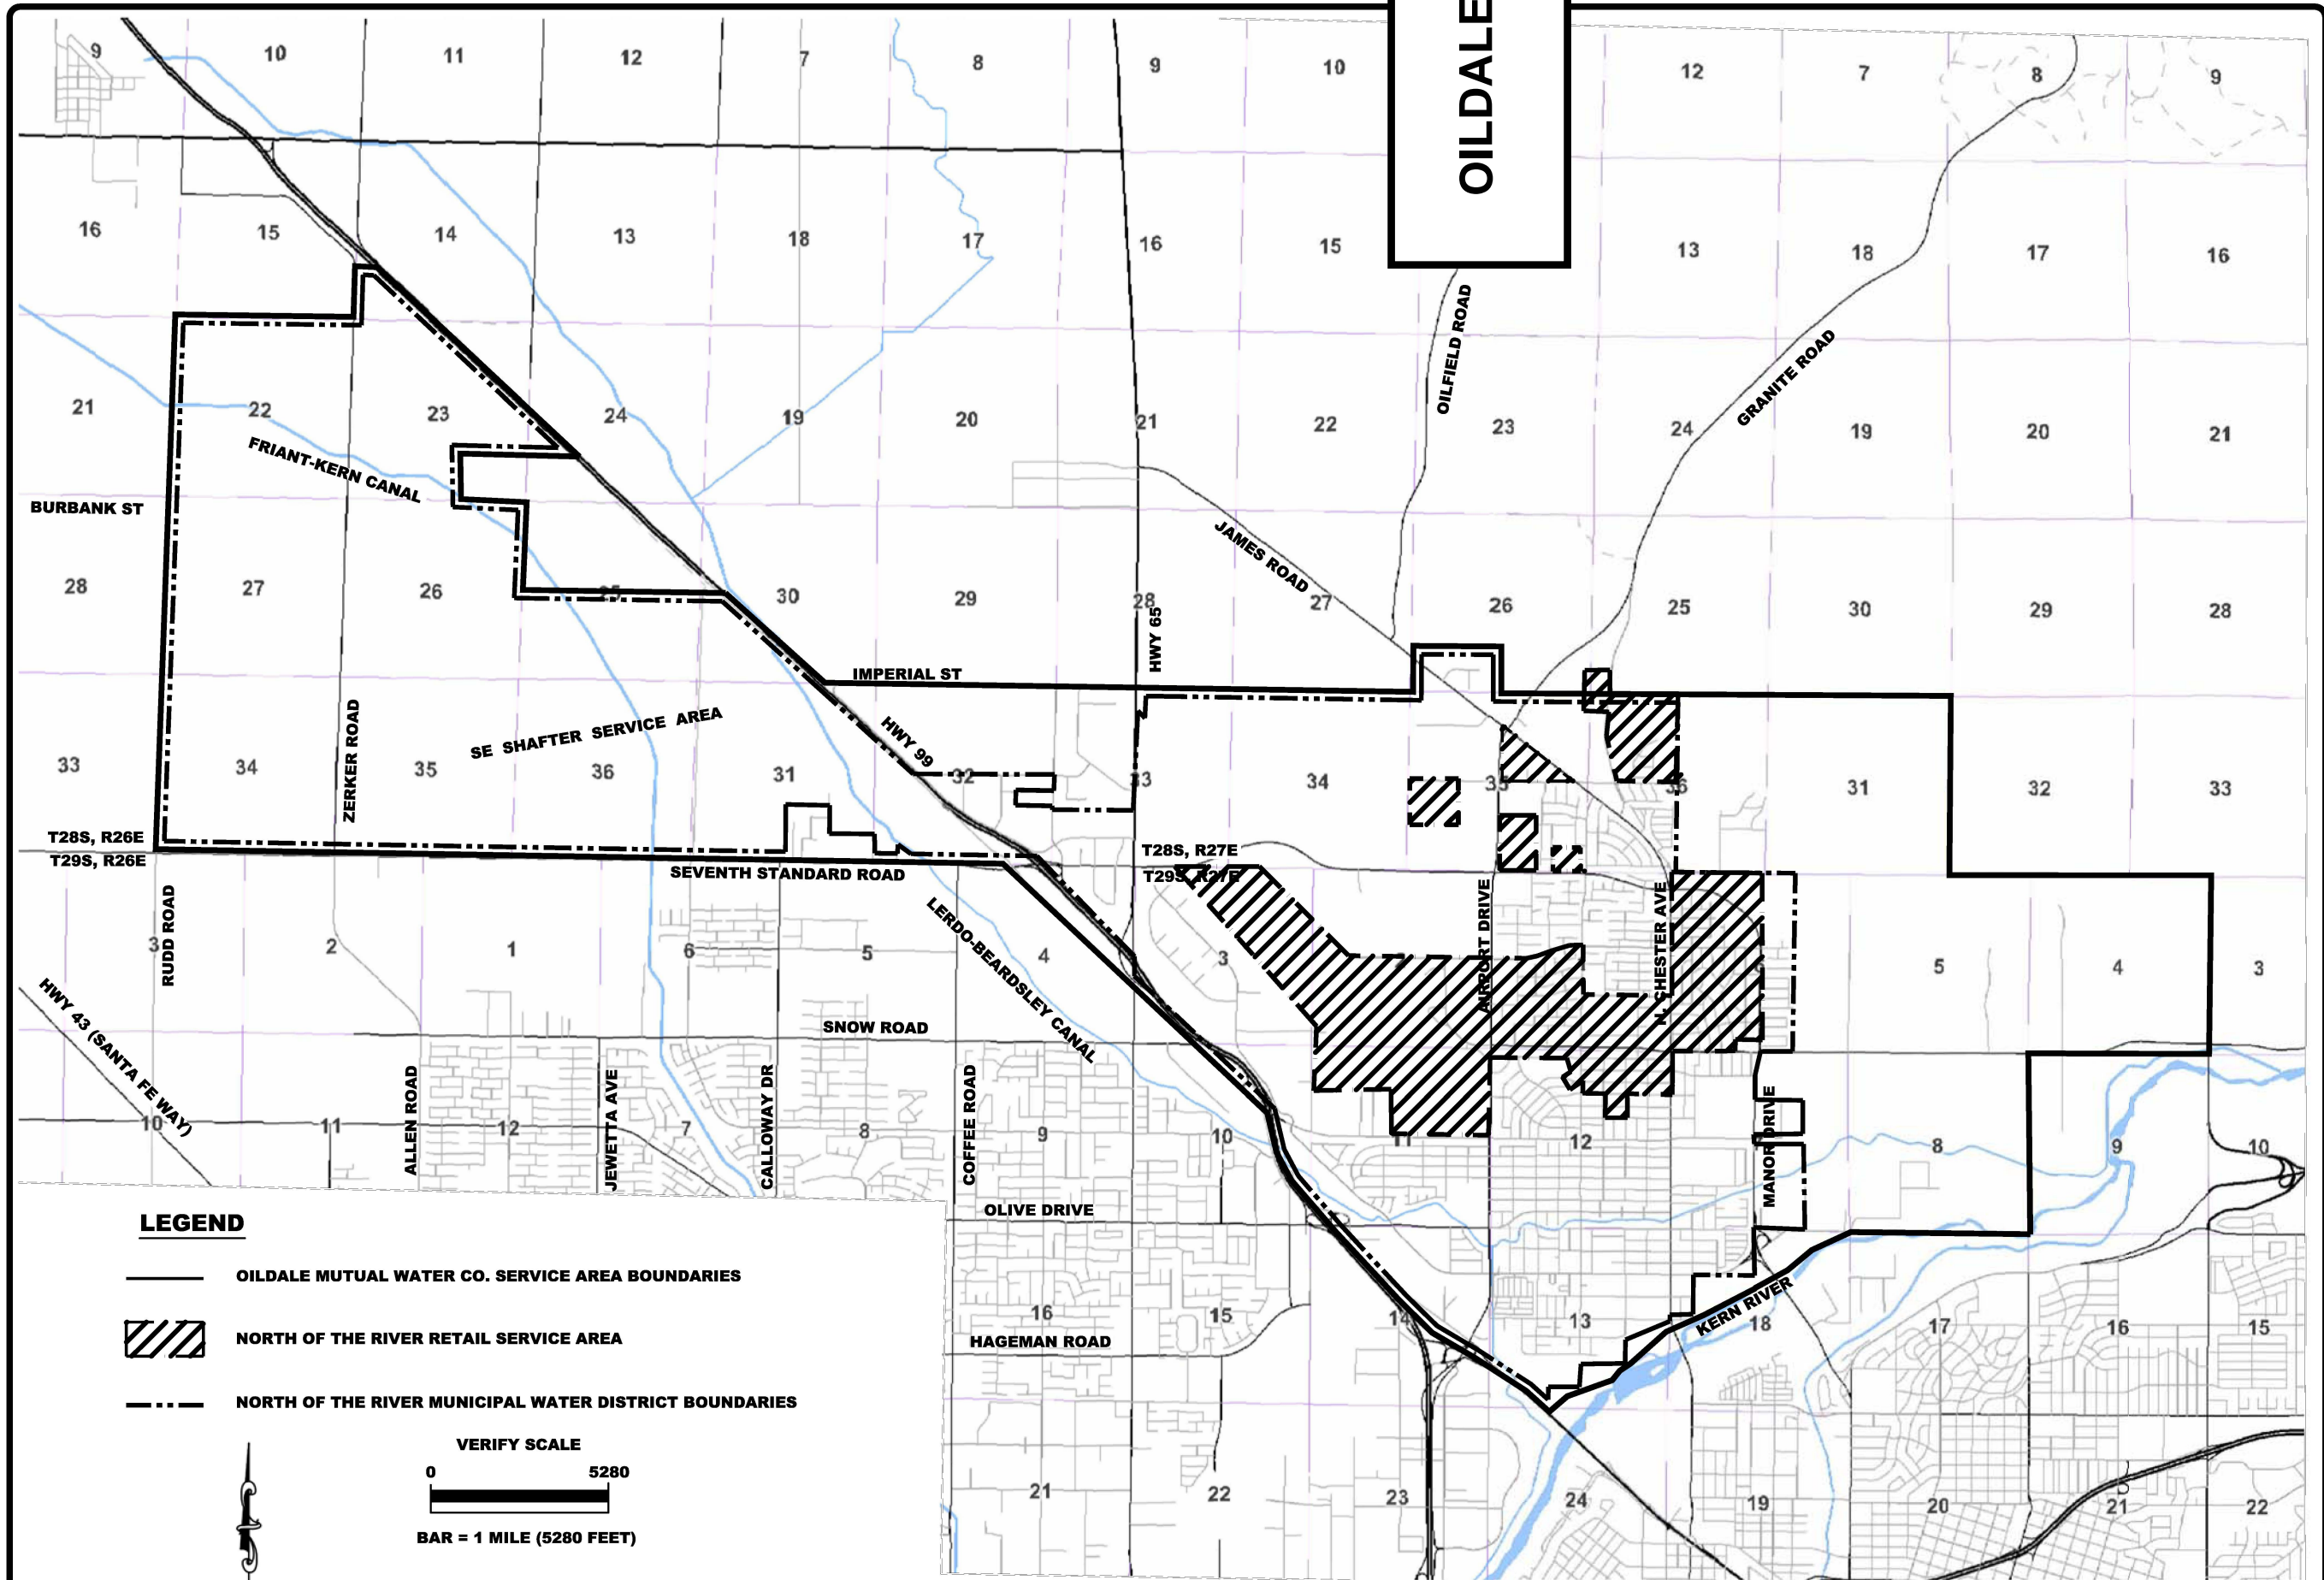 OILDALE
9 10 11 12 7 8 9 10 12 7 8 9
16 15 14 13 18 17 16 15 13 18 17 16
OILFIELD ROAD
GRANITE ROAD
21 22 23 24 19 20 21 22 23 24 19 20 21
FRIANT-KERN CANAL
BURBANK ST
JAMES ROAD
28 27 26 25 30 29 28 27 26 25 30 29 28
HWY 65
IMPERIAL ST
ZERKER ROAD
SE SHAFTER SERVICE AREA
HWY 99
33 34 35 36 31 32 33 34 35 36 31 32 33
T28S, R26E
T29S, R26E
T28S, R27E
T29S, R27E
SEVENTH STANDARD ROAD
RUDD ROAD
LERDO-BEARDSLEY CANAL
AIRPORT DRIVE
N. CHESTER AVE
3 2 1 6 5 4 3 5 4 3
HWY 43 (SANTA FE WAY)
SNOW ROAD
ALLEN ROAD
JEWETTA AVE
CALLOWAY DR
COFFEE ROAD
MANOR DRIVE
10 11 12 7 8 9 10 11 12 8 9 10
OLIVE DRIVE
KERN RIVER
16 15 14 13 18 17 16 15
HAGEMAN ROAD
21 22 23 24 19 20 21 22
LEGEND
OILDALE MUTUAL WATER CO. SERVICE AREA BOUNDARIES
NORTH OF THE RIVER RETAIL SERVICE AREA
NORTH OF THE RIVER MUNICIPAL WATER DISTRICT BOUNDARIES
VERIFY SCALE
0 5280
BAR = 1 MILE (5280 FEET)